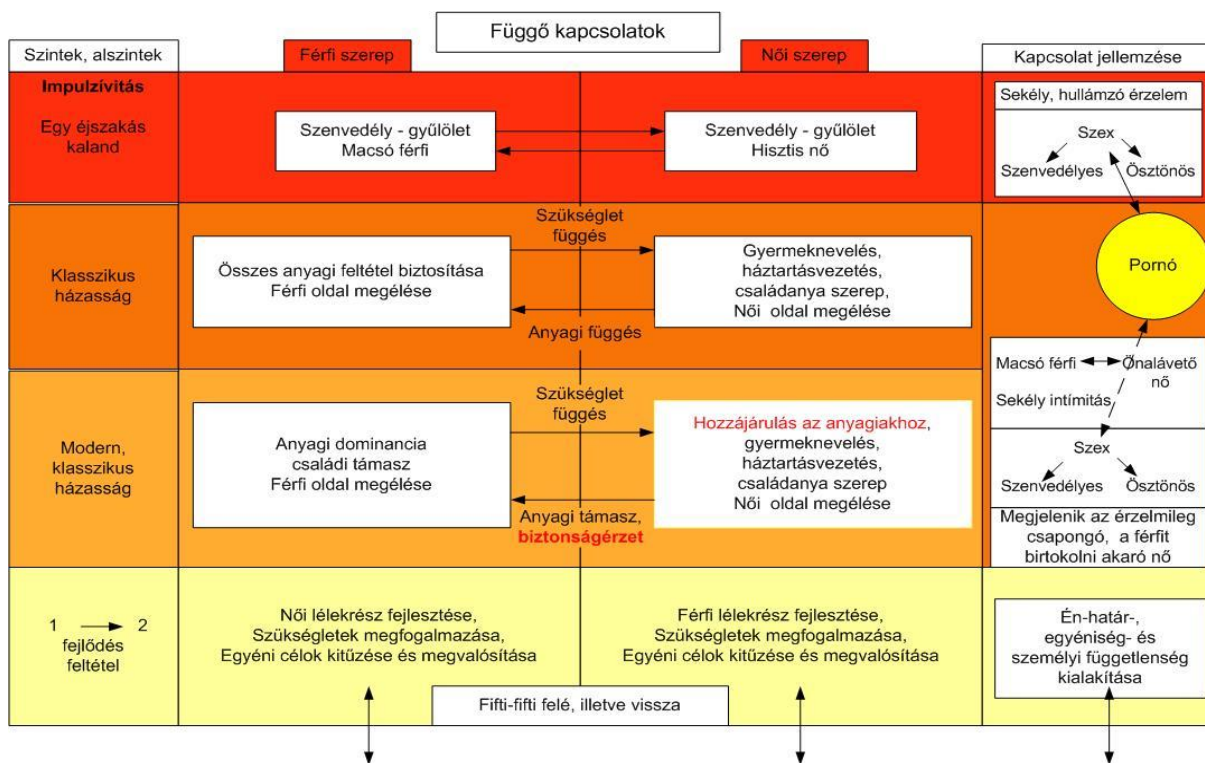 Függő kapcsolatok
Szintek, alszintek
Férfi szerep
Női szerep
Kapcsolat jellemzése
Impulzívitás
Egy éjszakás
kaland
Szenvedély - gyűlölet
Macsó férfi
Szenvedély - gyűlölet
Hisztis nő
Sekély, hullámzó érzelem
Szex
Szenvedélyes
Ösztönös
Pornó
Klasszikus
házasság
Összes anyagi feltétel biztosítása
Férfi oldal megélése
Szükséglet
függés
Anyagi függés
Gyermeknevelés,
háztartásvezetés,
családanya szerep,
Női oldal megélése
Macsó férfi
Önalávető
nő
Sekély intímitás
Modern,
klasszikus
házasság
Anyagi dominancia
családi támasz
Férfi oldal megélése
Szükséglet
függés
Anyagi támasz,
biztonságérzet
Hozzájárulás az anyagiakhoz,
gyermeknevelés,
háztartásvezetés,
családanya szerep
Női oldal megélése
Szex
Szenvedélyes
Ösztönös
Megjelenik az érzelmileg
csapongó, a férfit
birtokolni akaró nő
1 2
fejlődés
feltétel
Női lélekrész fejlesztése,
Szükségletek megfogalmazása,
Egyéni célok kitűzése és megvalósítása
Férfi lélekrész fejlesztése,
Szükségletek megfogalmazása,
Egyéni célok kitűzése és megvalósítása
Én-határ-,
egyéniség- és
személyi függetlenség
kialakítása
Fifti-fifti felé, illetve vissza